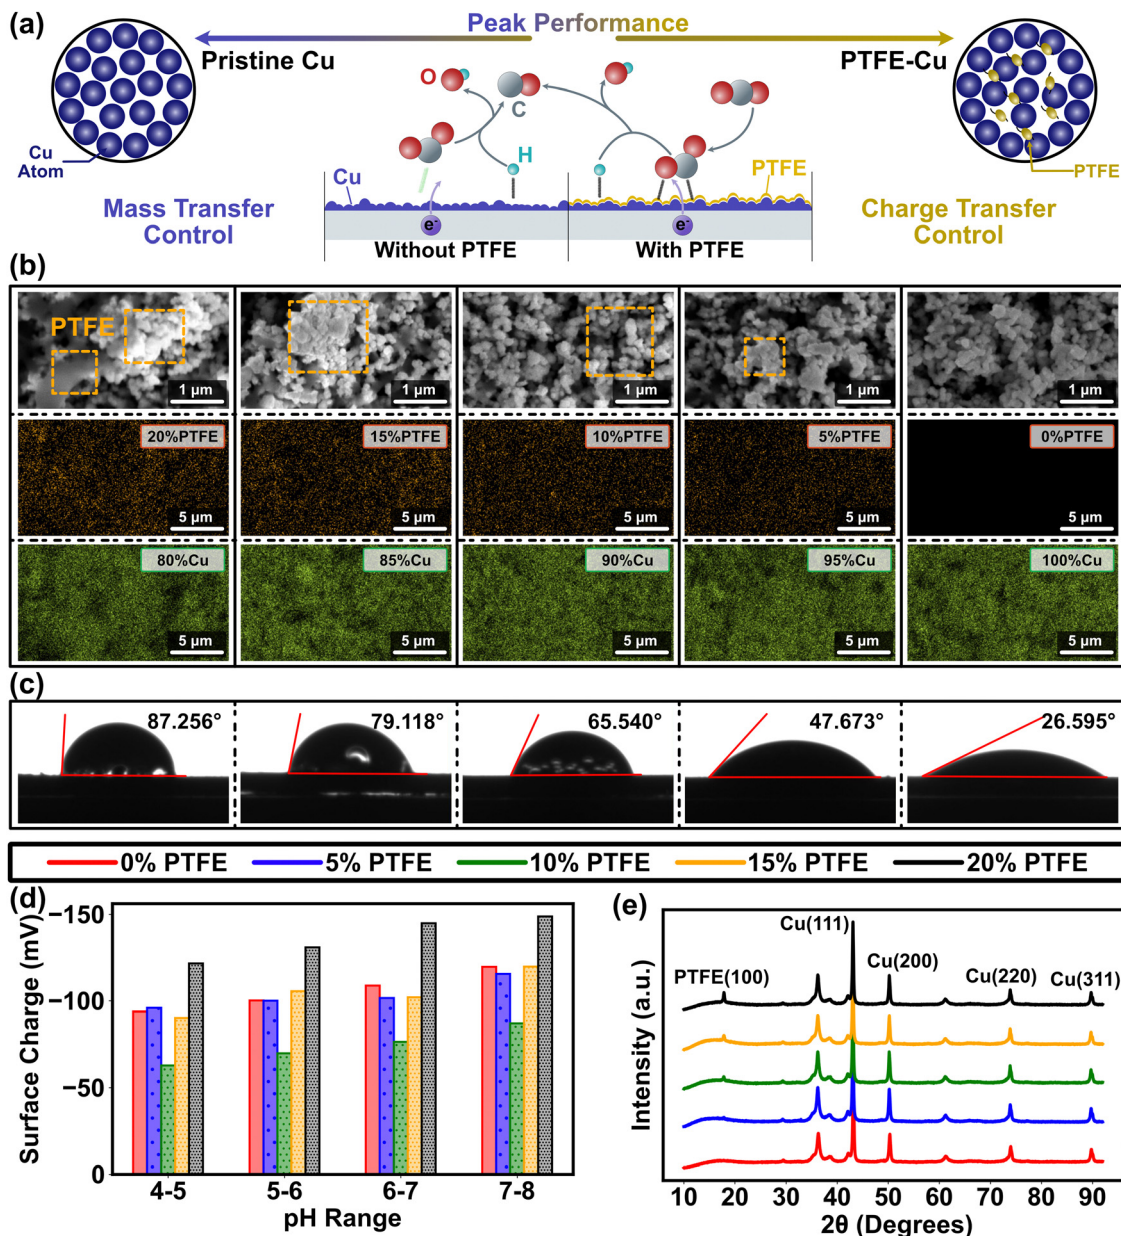 (a)
Peak Performance
Pristine Cu
PTFE-Cu
O
C
H
Cu
Atom
Cu
PTFE
PTFE
Mass Transfer
Control
Charge Transfer
Control
e-
e-
Without PTFE
With PTFE
(b)
PTFE
1 μm
1 μm
1 μm
1 μm
1 μm
20%PTFE
15%PTFE
10%PTFE
5%PTFE
0%PTFE
5 μm
5 μm
5 μm
5 μm
5 μm
80%Cu
85%Cu
90%Cu
95%Cu
100%Cu
5 μm
5 μm
5 μm
5 μm
5 μm
(c)
87.256°
79.118°
65.540°
47.673°
26.595°
0% PTFE
5% PTFE
10% PTFE
15% PTFE
20% PTFE
(d)
Surface Charge (mV)
−150
−100
−50
0
4-5
5-6
6-7
7-8
pH Range
(e)
Intensity (a.u.)
PTFE(100)
Cu(111)
Cu(200)
Cu(220)
Cu(311)
10 20 30 40 50 60 70 80 90
2θ (Degrees)